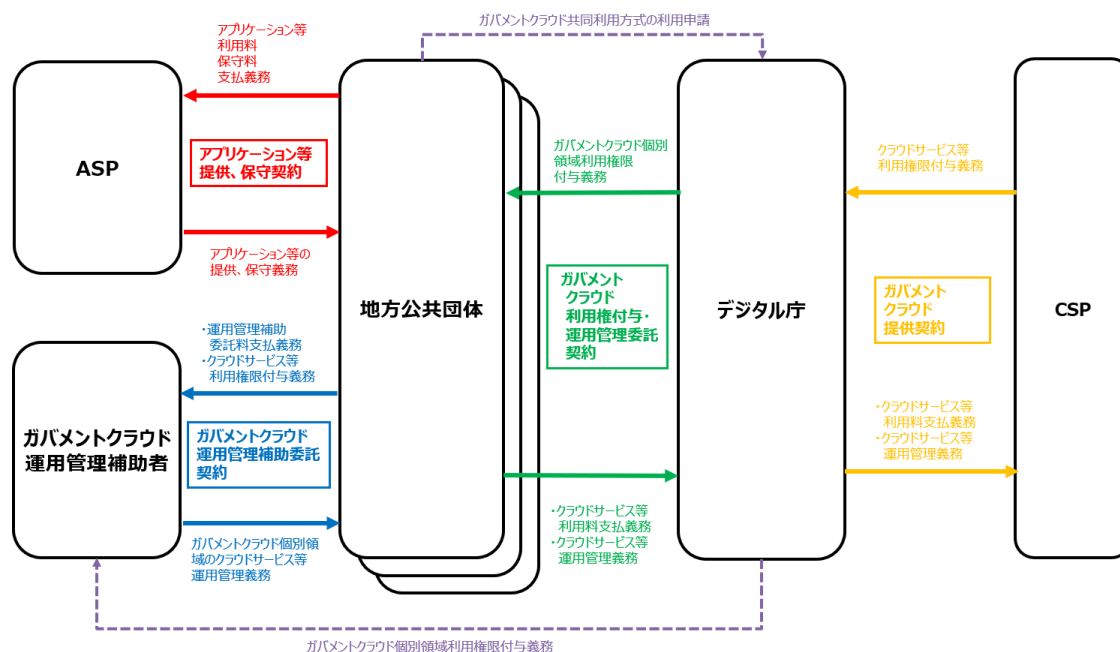 ガバメントクラウド共同利用方式の利用申請
アプリケーション等
利用料
保守料
支払義務
ASP
アプリケーション等
提供、保守契約
アプリケーション等の
提供、保守義務
地方公共団体
ガバメントクラウド個別
領域利用権限
付与義務
ガバメント
クラウド
利用権付与・
運用管理委託
契約
・クラウドサービス等
利用料支払義務
・クラウドサービス等
運用管理義務
デジタル庁
クラウドサービス等
利用権限付与義務
ガバメント
クラウド
提供契約
・クラウドサービス等
利用料支払義務
・クラウドサービス等
運用管理義務
CSP
・運用管理補助
委託料支払義務
・クラウドサービス等
利用権限付与義務
ガバメントクラウド
運用管理補助者
ガバメントクラウド
運用管理補助委託
契約
ガバメントクラウド個別領
域のクラウドサービス等
運用管理義務
ガバメントクラウド個別領域利用権限付与義務